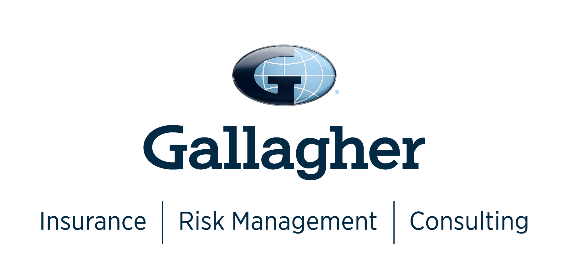 G
Gallagher
Insurance | Risk Management | Consulting